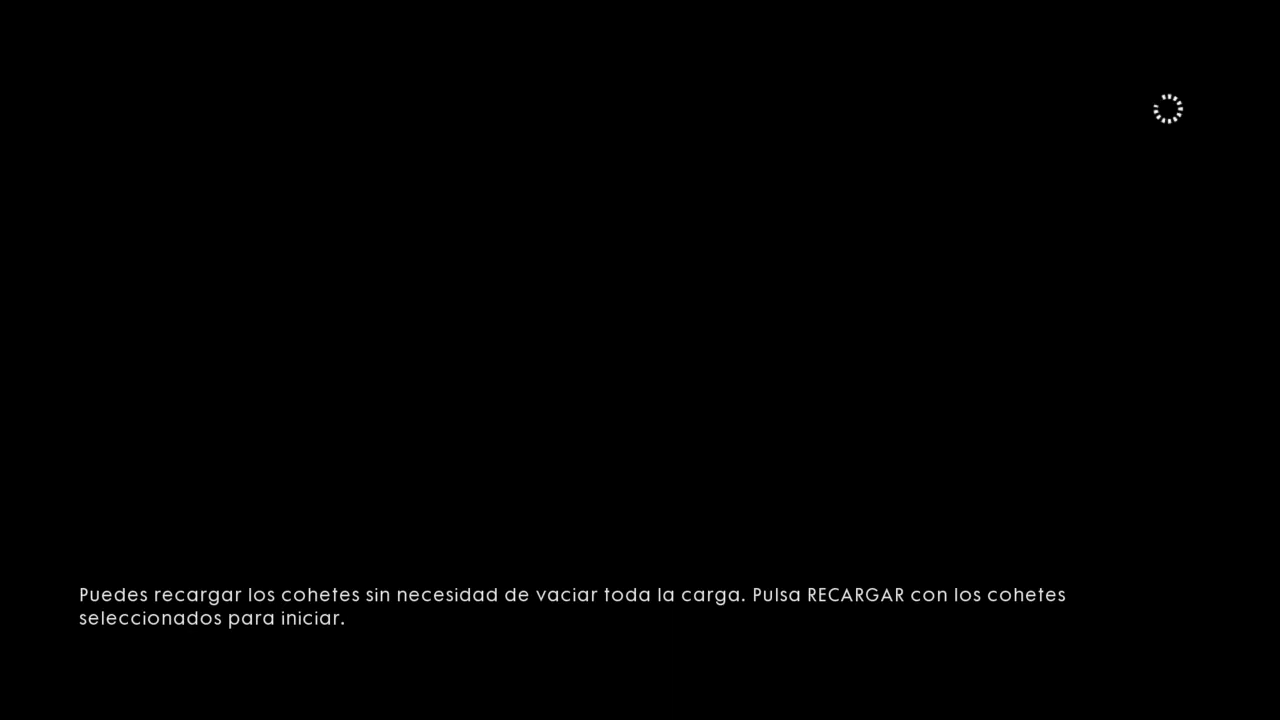 Puedes recargar los cohetes sin necesidad de vaciar toda la carga. Pulsa RECARGAR con los cohetes
seleccionados para iniciar.